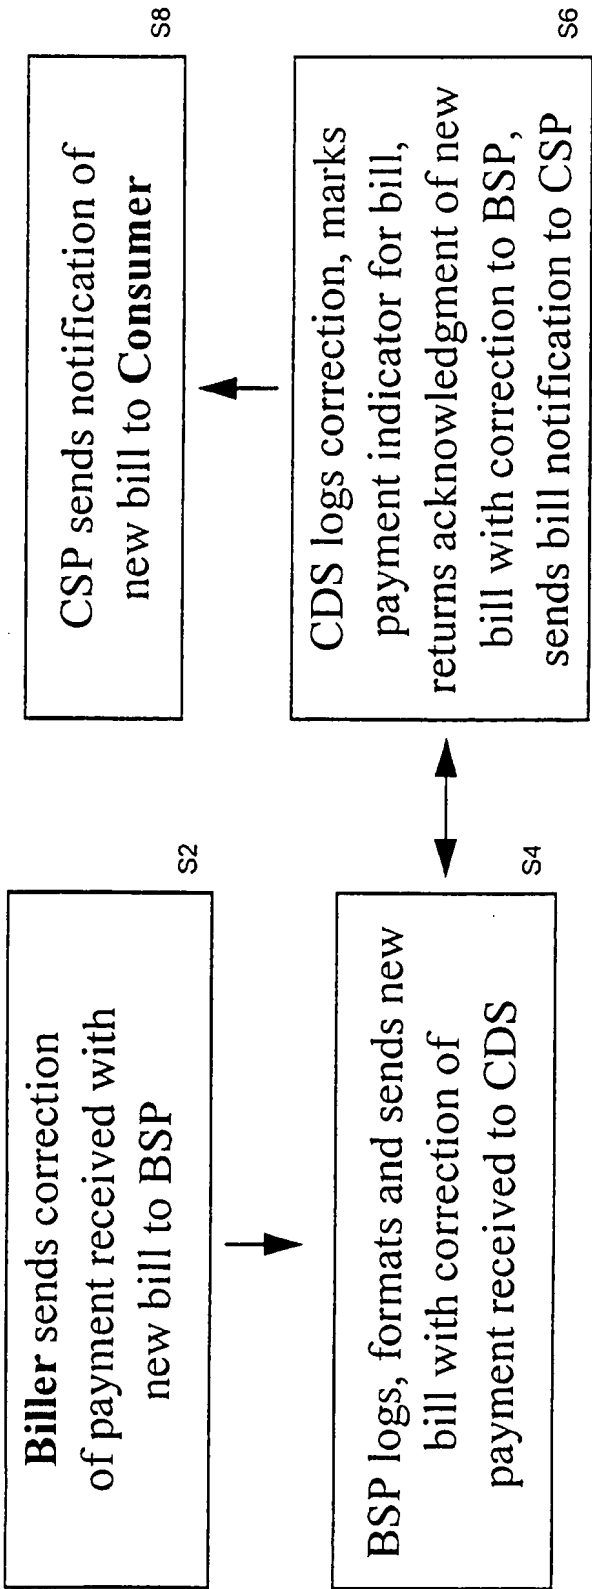 Biller sends correction
of payment received with
new bill to BSP
S2
BSP logs, formats and sends new
bill with correction of
payment received to CDS
S4
CDS logs correction, marks
payment indicator for bill,
returns acknowledgment of new
bill with correction to BSP,
sends bill notification to CSP
S6
CSP sends notification of
new bill to Consumer
S8